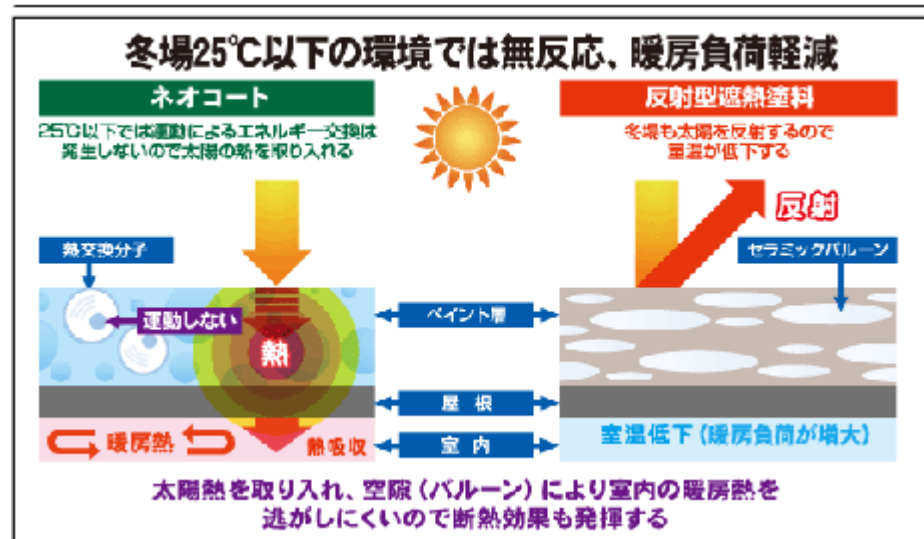 冬場25℃以下の環境では無反応、暖房負荷軽減
ネオコート
25℃以下では運動によるエネルギー交換は
発生しないので太陽の熱を取り入れる
反射型遮熱塗料
冬場も太陽を反射するので
室温が低下する
反射
熱交換分子
セラミックバルーン
運動しない
熱
ペイント層
屋根
暖房熱
熱吸収
室内
室温低下(暖房負荷が増大)
太陽熱を取り入れ、空隙(バルーン)により室内の暖房熱を
逃がしにくいので断熱効果も発揮する